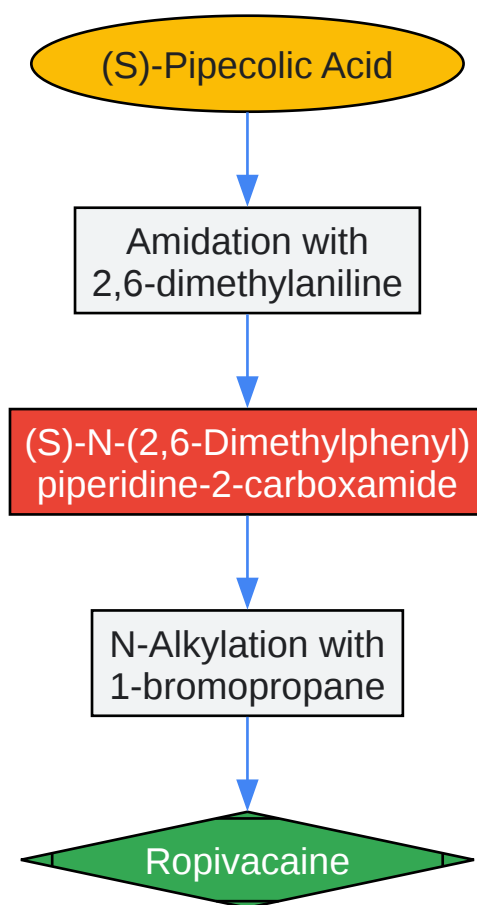 (S)-Pipecolic Acid
Amidation with
2,6-dimethylaniline
(S)-N-(2,6-Dimethylphenyl)
piperidine-2-carboxamide
N-Alkylation with
1-bromopropane
Ropivacaine